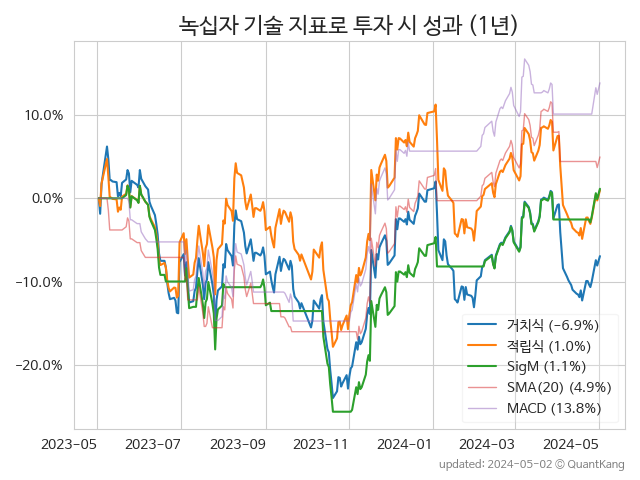 녹십자 기술 지표로 투자 시 성과 (1년)
10.0%
0.0%
−10.0%
−20.0%
거치식 (−6.9%)
적립식 (1.0%)
SigM (1.1%)
SMA(20) (4.9%)
MACD (13.8%)
2023-05 2023-07 2023-09 2023-11 2024-01 2024-03 2024-05
updated: 2024-05-02 © QuantKang